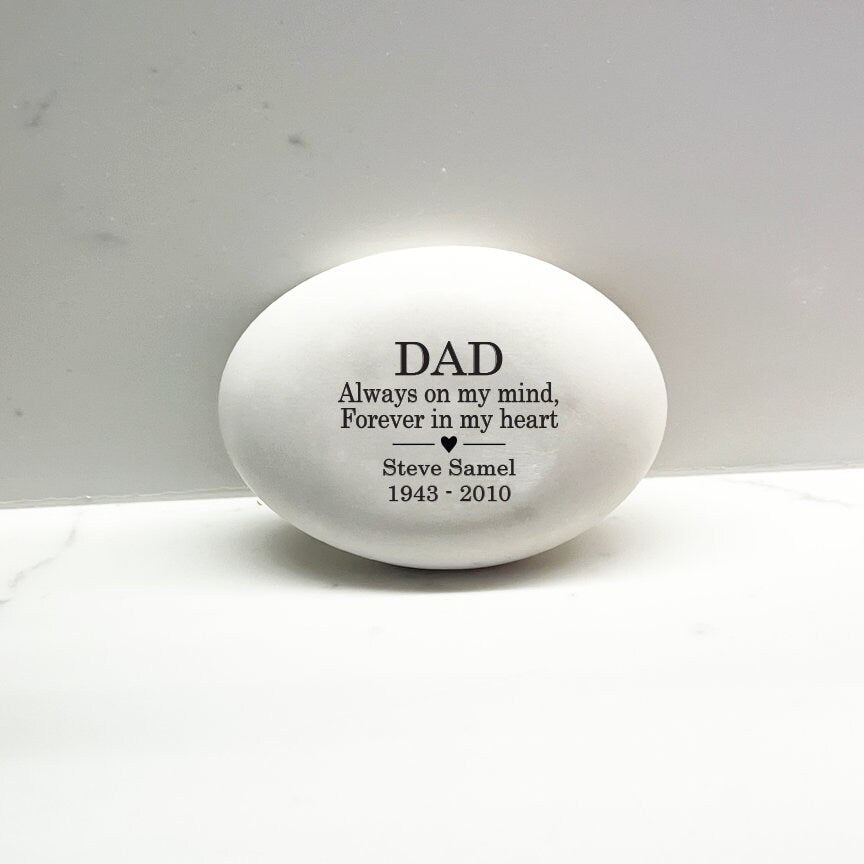 DAD
Always on my mind,
Forever in my heart
Steve Samel
1943 - 2010